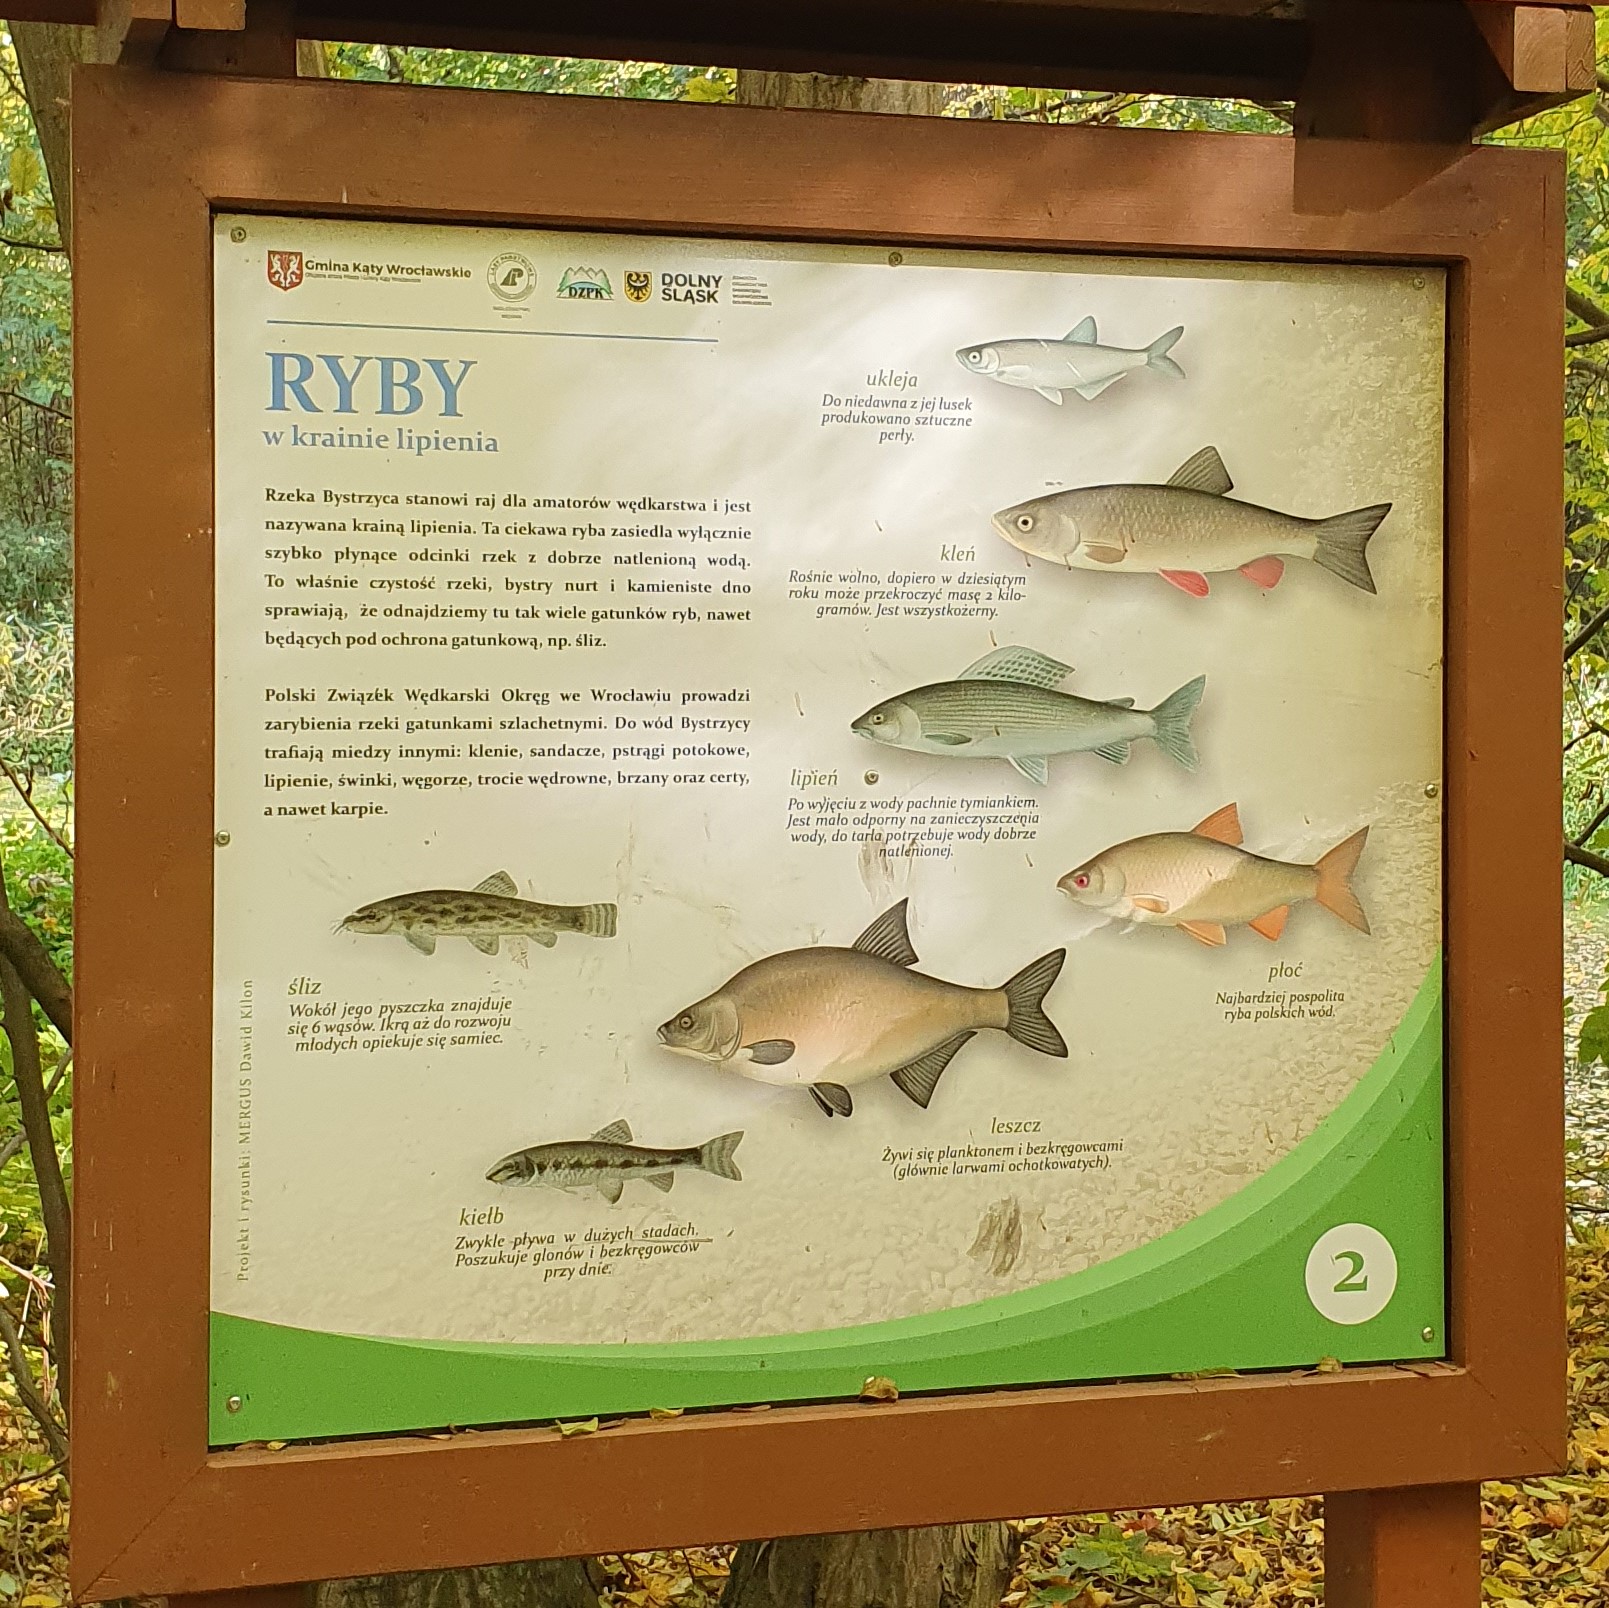 Gmina Kąty Wrocławskie
DZPK
DOLNY
ŚLĄSK
RYBY
w krainie lipienia
Rzeka Bystrzyca stanowi raj dla amatorów wędkarstwa i jest
nazywana krainą lipienia. Ta ciekawa ryba zasiedla wyłącznie
szybko płynące odcinki rzek z dobrze natlenioną wodą.
To właśnie czystość rzeki, bystry nurt i kamieniste dno
sprawiają, że odnajdziemy tu tak wiele gatunków ryb, nawet
będących pod ochrona gatunkową, np. śliz.
Polski Związek Wędkarski Okręg we Wrocławiu prowadzi
zarybienia rzeki gatunkami szlachetnymi. Do wód Bystrzycy
trafiają miedzy innymi: klenie, sandacze, pstrągi potokowe,
lipienie, świnki, węgorze, trocie wędrowne, brzany oraz certy,
a nawet karpie.
ukleja
Do niedawna z jej łusek
produkowano sztuczne
perły.
kleń
Rośnie wolno, dopiero w dziesiątym
roku może przekroczyć masę 2 kilo-
gramów. Jest wszystkożerny.
lipień
Po wyjęciu z wody pachnie tymiankiem.
Jest mało odporny na zanieczyszczenia
wody, do tarła potrzebuje wody dobrze
natlenionej.
płoć
Najbardziej pospolita
ryba polskich wód.
śliz
Wokół jego pyszczka znajduje
się 6 wąsów. Ikrą aż do rozwoju
młodych opiekuje się samiec.
leszcz
Żywi się planktonem i bezkręgowcami
(głównie larwami ochotkowatych).
kiełb
Zwykle pływa w dużych stadach.
Poszukuje glonów i bezkręgowców
przy dnie.
Projekt i rysunki: MERGUS Dawid Kilon
2